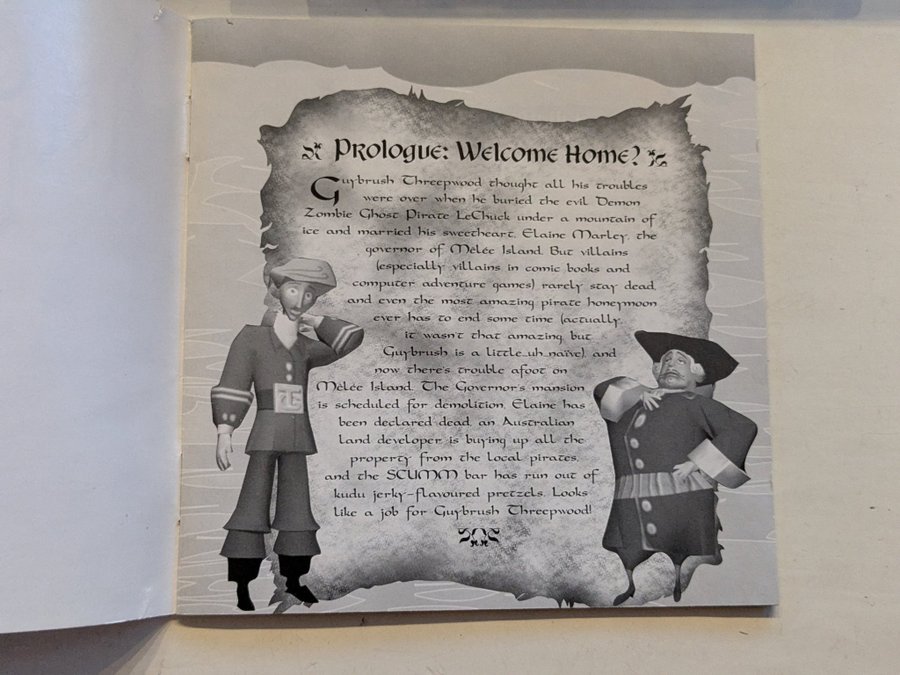 Prologue: Welcome Home?
Guybrush Threepwood thought all his troubles
were over when he buried the evil Demon
Zombie Ghost Pirate LeChuck under a mountain of
ice and married his sweetheart, Elaine Marley, the
governor of Mêlée Island. But villains
(especially villains in comic books and
computer adventure games) rarely stay dead,
and even the most amazing pirate honeymoon
ever has to end some time (actually,
it wasn't that amazing, but
Guybrush is a little...uh...naïve), and
now there's trouble afoot on
Mêlée Island. The Governor's mansion
is scheduled for demolition, Elaine has
been declared dead, an Australian
land developer is buying up all the
property from the local pirates,
and the SCUMM bar has run out of
kudu jerky-flavoured pretzels. Looks
like a job for Guybrush Threepwood!